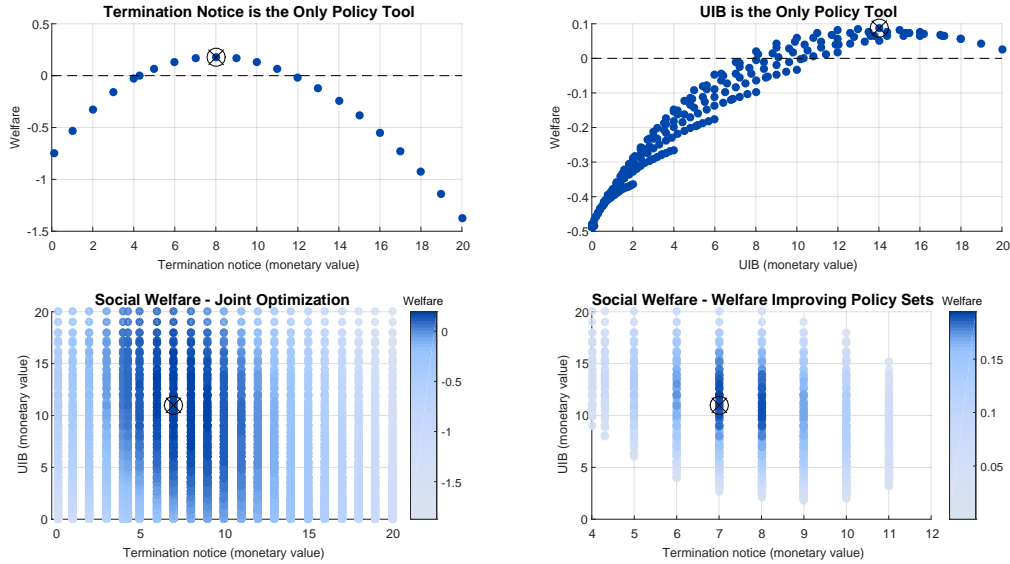 Termination Notice is the Only Policy Tool
0.5
0
-0.5
-1
-1.5
Welfare
0 2 4 6 8 10 12 14 16 18 20
Termination notice (monetary value)
UIB is the Only Policy Tool
0.1
0
-0.1
-0.2
-0.3
-0.4
-0.5
Welfare
0 2 4 6 8 10 12 14 16 18 20
UIB (monetary value)
Social Welfare - Joint Optimization
Welfare
20
15
10
5
0
UIB (monetary value)
0 5 10 15 20
Termination notice (monetary value)
0
-0.5
-1
-1.5
Social Welfare - Welfare Improving Policy Sets
Welfare
20
15
10
5
0
UIB (monetary value)
4 5 6 7 8 9 10 11 12
Termination notice (monetary value)
0.15
0.1
0.05